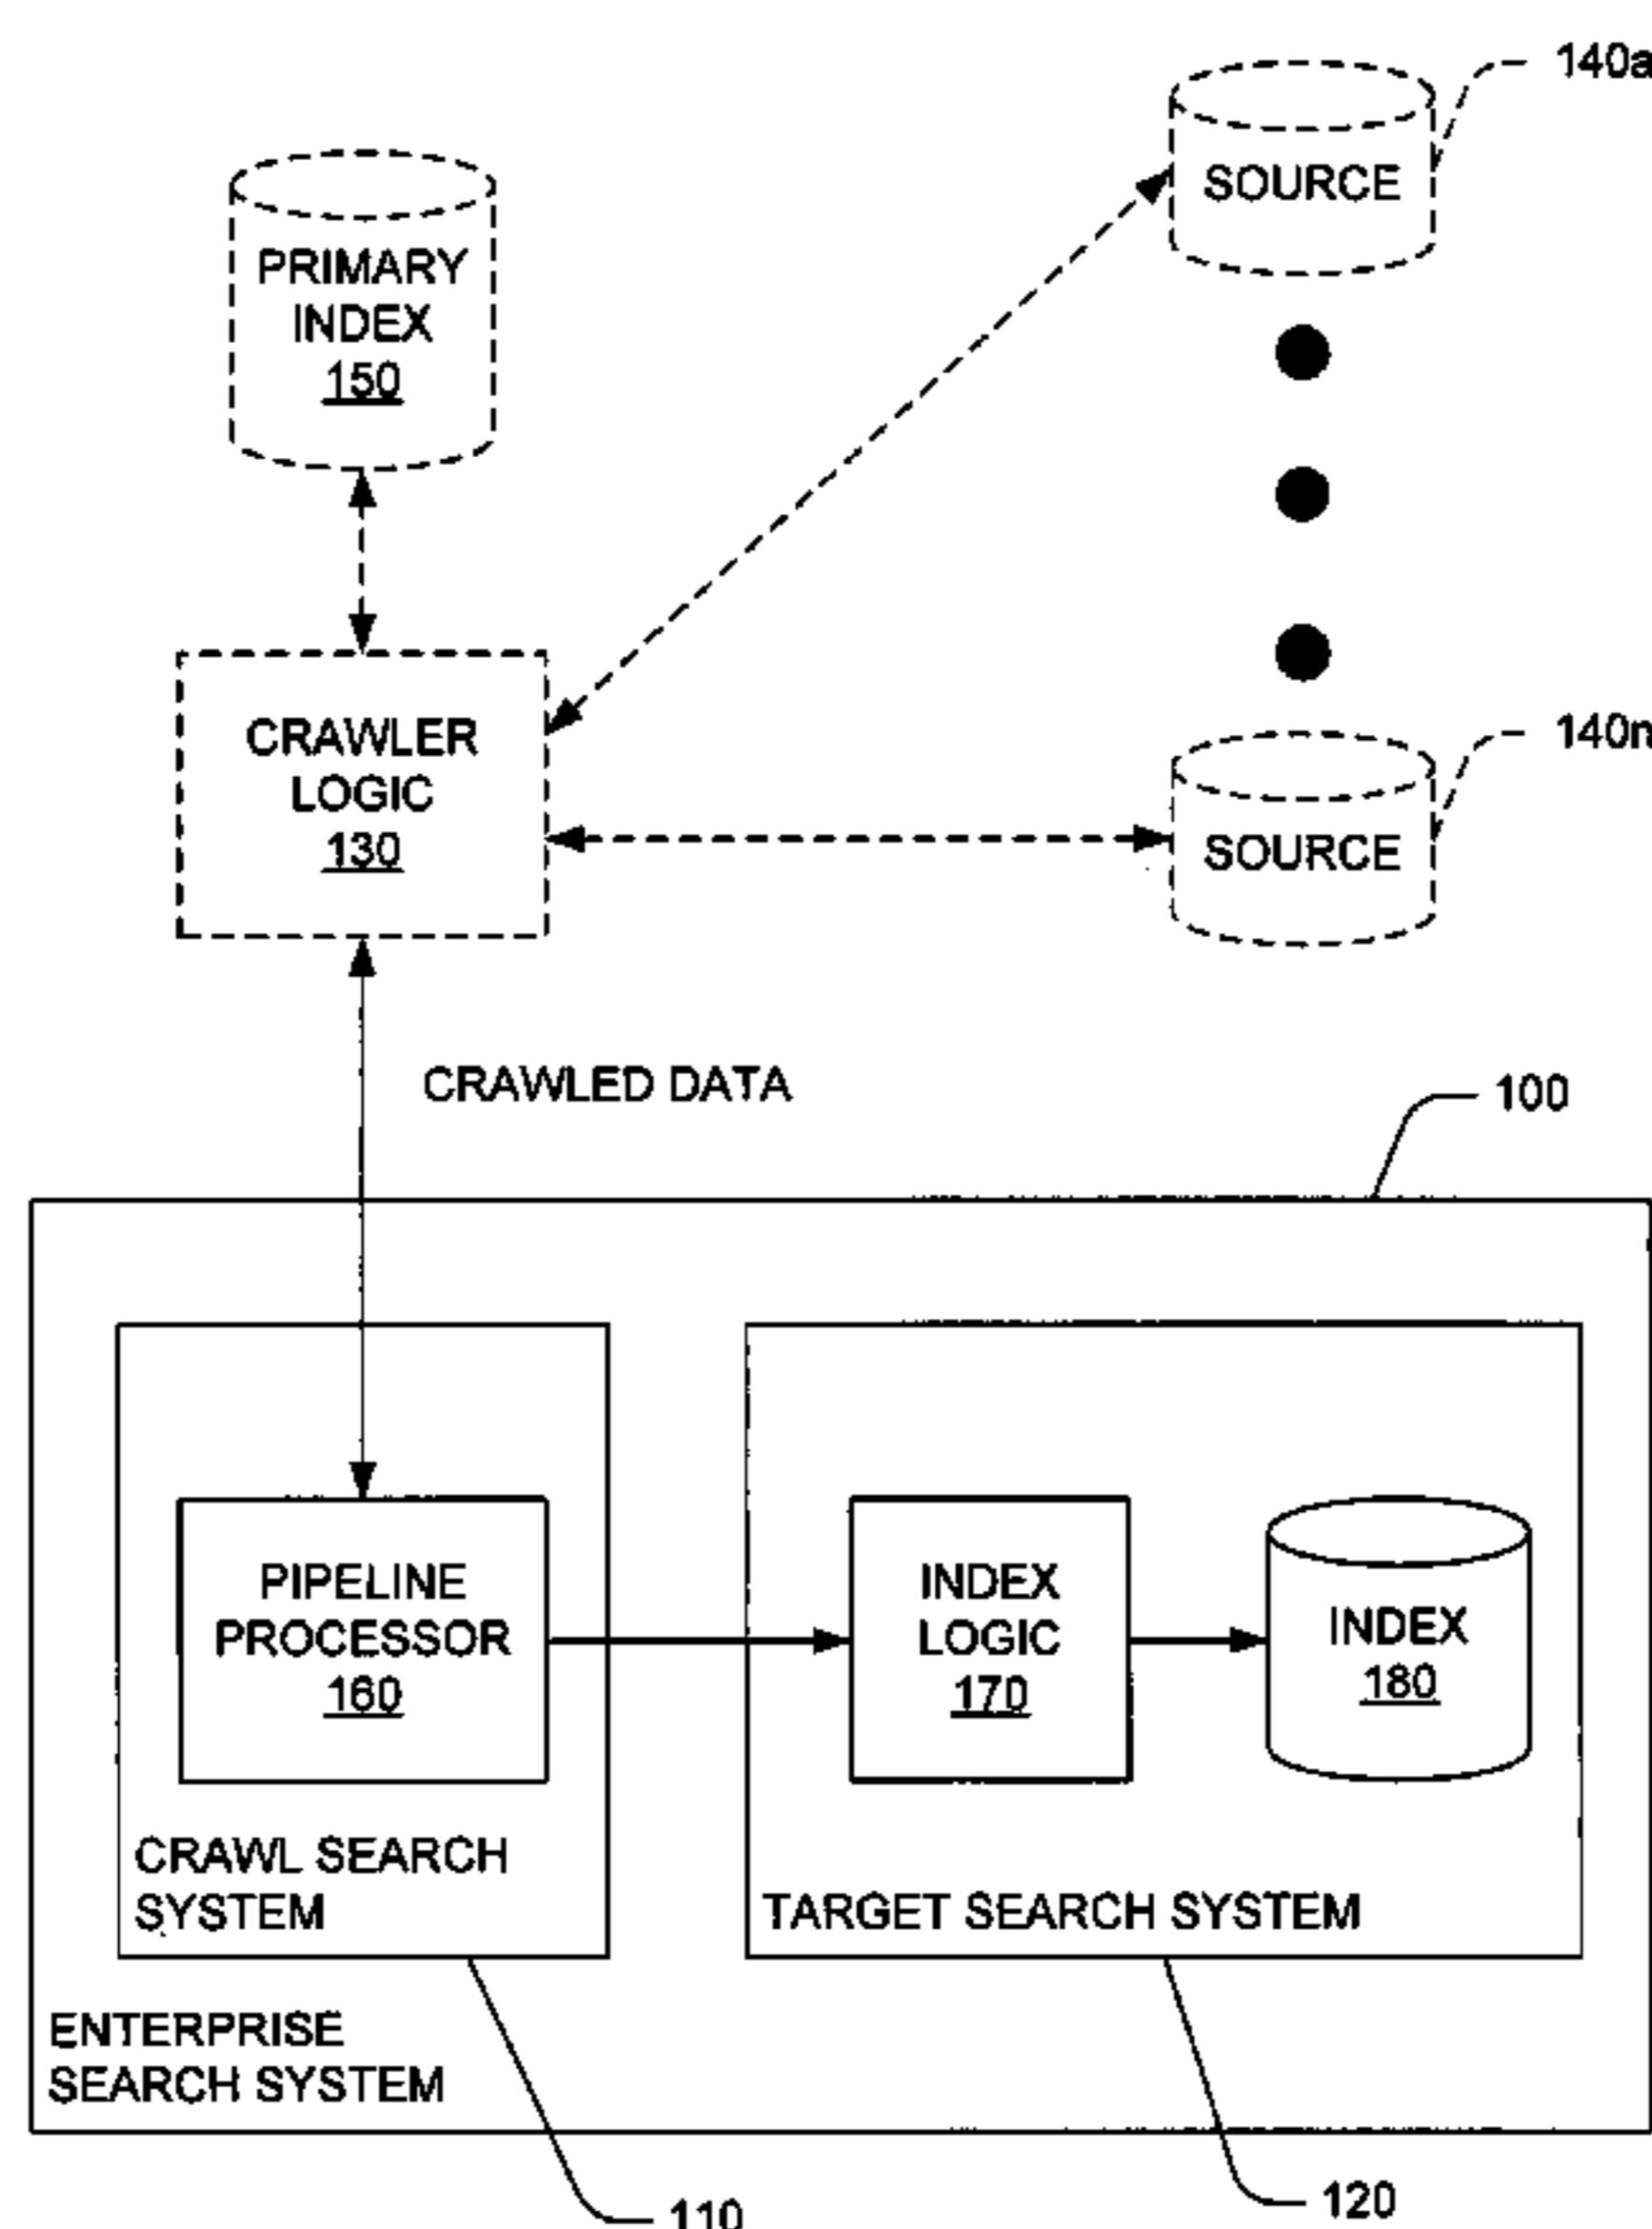 140a
SOURCE
PRIMARY
INDEX
150
140n
CRAWLER
LOGIC
130
SOURCE
CRAWLED DATA
100
PIPELINE
PROCESSOR
160
INDEX
LOGIC
170
INDEX
180
CRAWL SEARCH
SYSTEM
TARGET SEARCH SYSTEM
ENTERPRISE
SEARCH SYSTEM
110
120